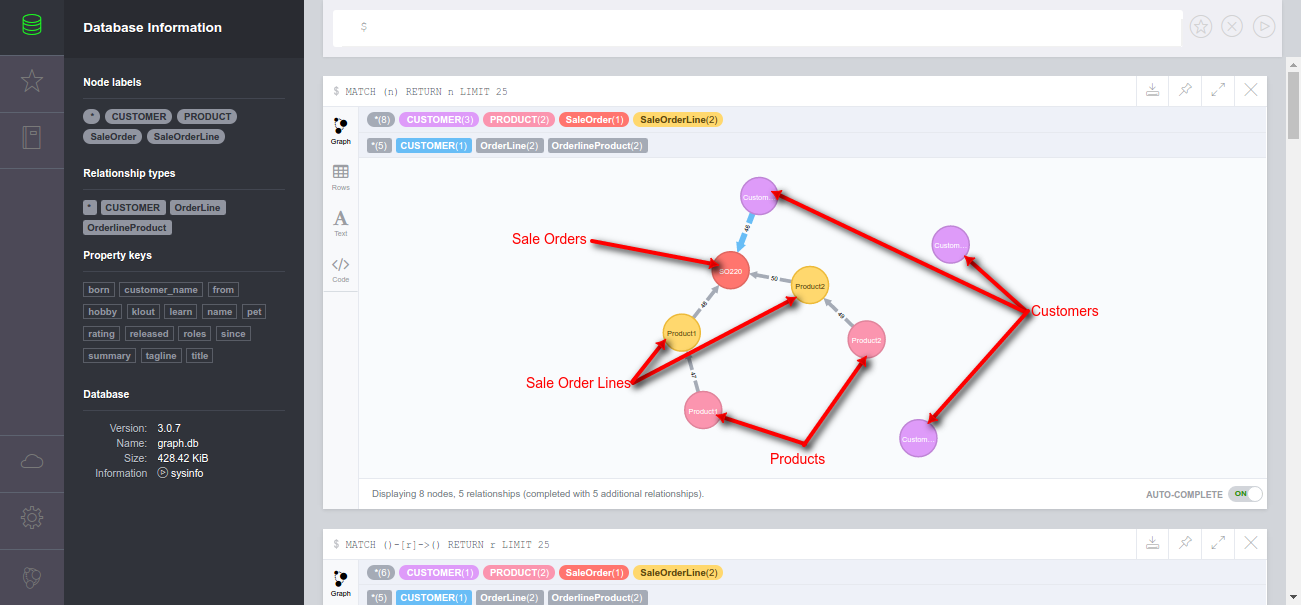 Database Information
Node labels
* CUSTOMER PRODUCT
SaleOrder SaleOrderLine
Relationship types
* CUSTOMER OrderLine
OrderlineProduct
Property keys
born customer_name from
hobby klout learn name pet
rating released roles since
summary tagline title
Database
Version: 3.0.7
Name: graph.db
Size: 428.42 KiB
Information sysinfo
$
$ MATCH (n) RETURN n LIMIT 25
Graph
Rows
A
Text
</>
Code
*(8) CUSTOMER(3) PRODUCT(2) SaleOrder(1) SaleOrderLine(2)
*(5) CUSTOMER(1) OrderLine(2) OrderlineProduct(2)
Custom...
Custom...
46
Sale Orders
SO220
50
Product2
48
49
Customers
Product1
Product2
47
Sale Order Lines
Product1
Custom...
Products
Displaying 8 nodes, 5 relationships (completed with 5 additional relationships).
AUTO-COMPLETE ON
$ MATCH ()-[r]->() RETURN r LIMIT 25
Graph
*(6) CUSTOMER(1) PRODUCT(2) SaleOrder(1) SaleOrderLine(2)
*(5) CUSTOMER(1) OrderLine(2) OrderlineProduct(2)